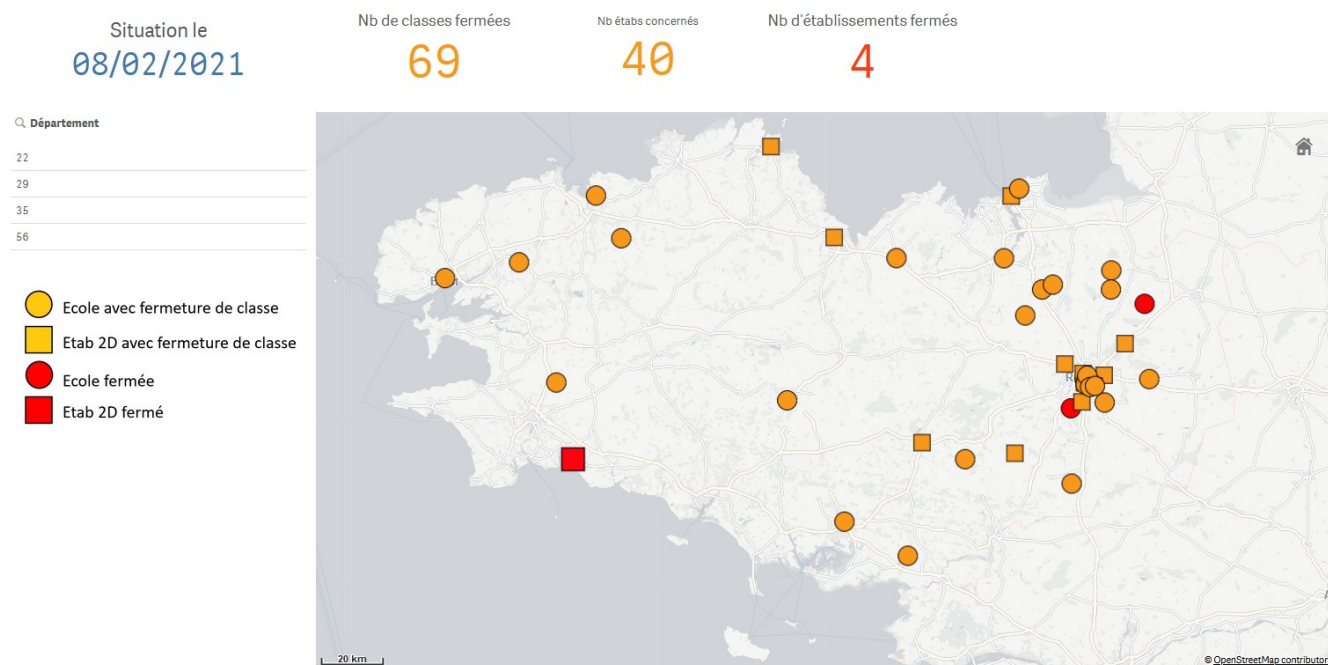 Situation le
08/02/2021
Nb de classes fermées
69
Nb étabs concernés
40
Nb d'établissements fermés
4
Département
22
29
35
56
Ecole avec fermeture de classe
Etab 2D avec fermeture de classe
Ecole fermée
Etab 2D fermé
20 km
© OpenStreetMap contributor